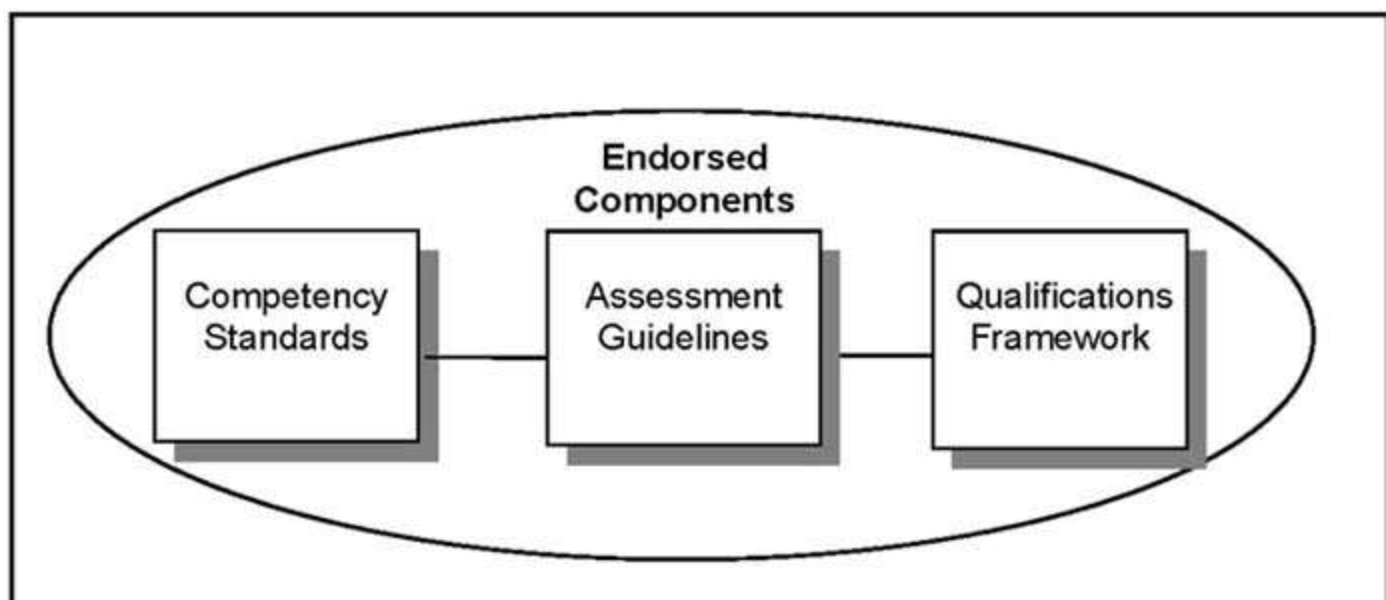 Endorsed
Components
Competency
Standards
Assessment
Guidelines
Qualifications
Framework